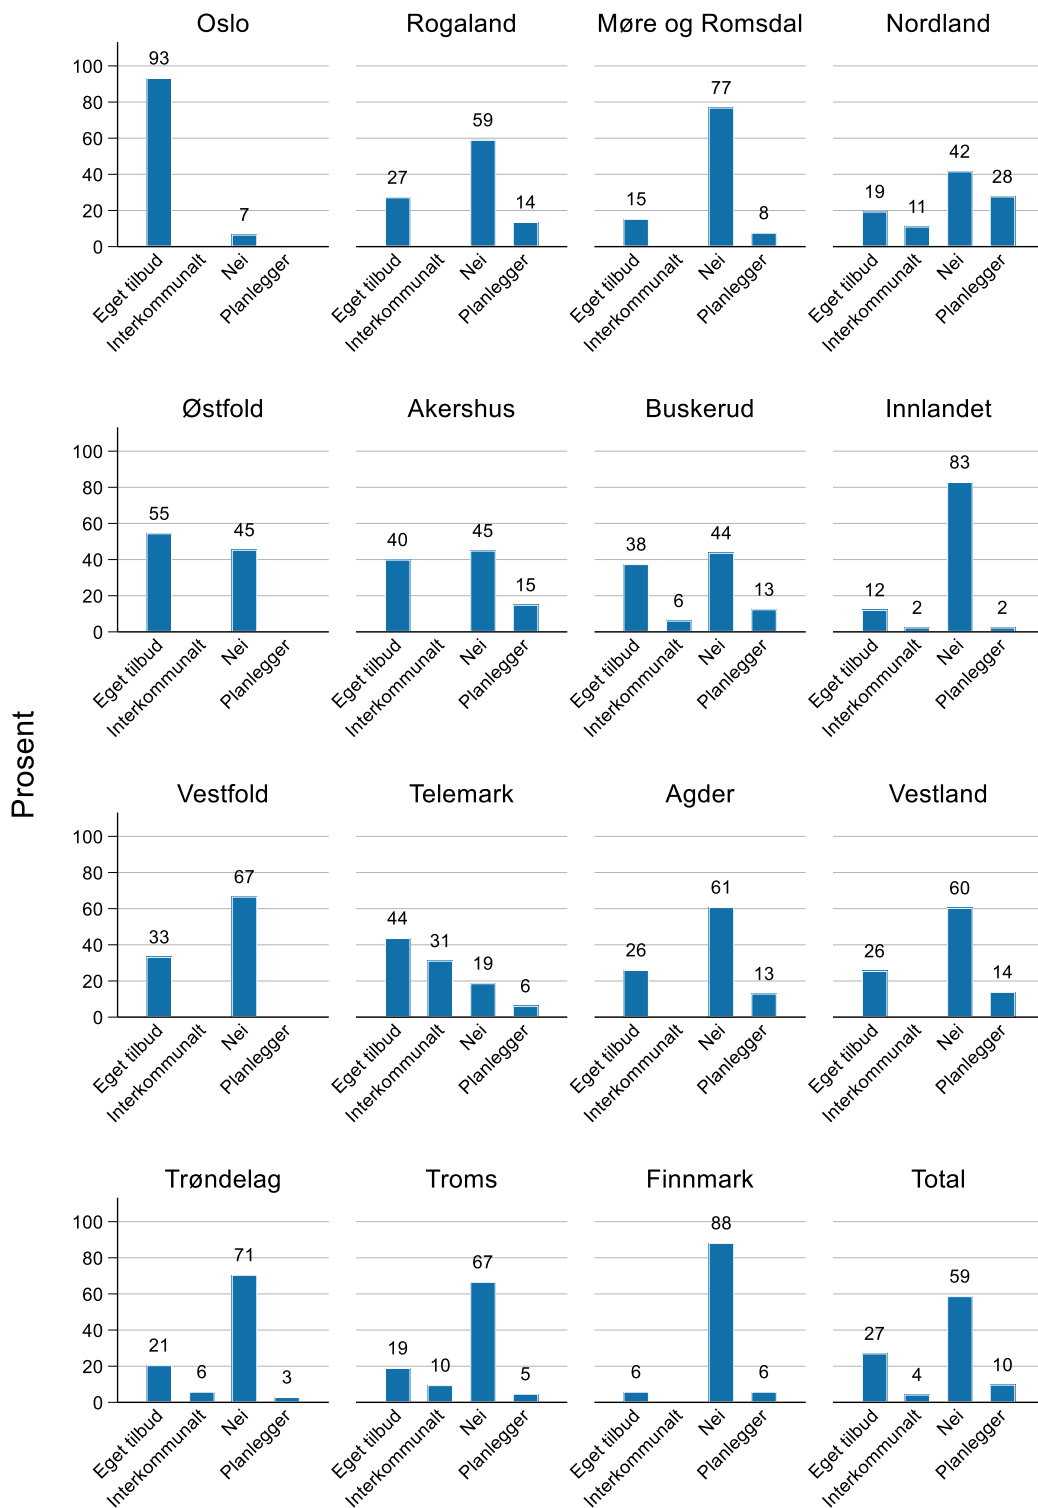 Prosent
Oslo
Rogaland
Møre og Romsdal
Nordland
100
80
60
40
20
0
93
7
27
59
14
15
77
8
19
11
42
28
Eget tilbud
Interkommunalt
Nei
Planlegger
Eget tilbud
Interkommunalt
Nei
Planlegger
Eget tilbud
Interkommunalt
Nei
Planlegger
Eget tilbud
Interkommunalt
Nei
Planlegger
Østfold
Akershus
Buskerud
Innlandet
100
80
60
40
20
0
55
45
40
45
15
38
6
44
13
12
2
83
2
Eget tilbud
Interkommunalt
Nei
Planlegger
Eget tilbud
Interkommunalt
Nei
Planlegger
Eget tilbud
Interkommunalt
Nei
Planlegger
Eget tilbud
Interkommunalt
Nei
Planlegger
Vestfold
Telemark
Agder
Vestland
100
80
60
40
20
0
33
67
44
31
19
6
26
61
13
26
60
14
Eget tilbud
Interkommunalt
Nei
Planlegger
Eget tilbud
Interkommunalt
Nei
Planlegger
Eget tilbud
Interkommunalt
Nei
Planlegger
Eget tilbud
Interkommunalt
Nei
Planlegger
Trøndelag
Troms
Finnmark
Total
100
80
60
40
20
0
21
6
71
3
19
10
67
5
6
88
6
27
4
59
10
Eget tilbud
Interkommunalt
Nei
Planlegger
Eget tilbud
Interkommunalt
Nei
Planlegger
Eget tilbud
Interkommunalt
Nei
Planlegger
Eget tilbud
Interkommunalt
Nei
Planlegger